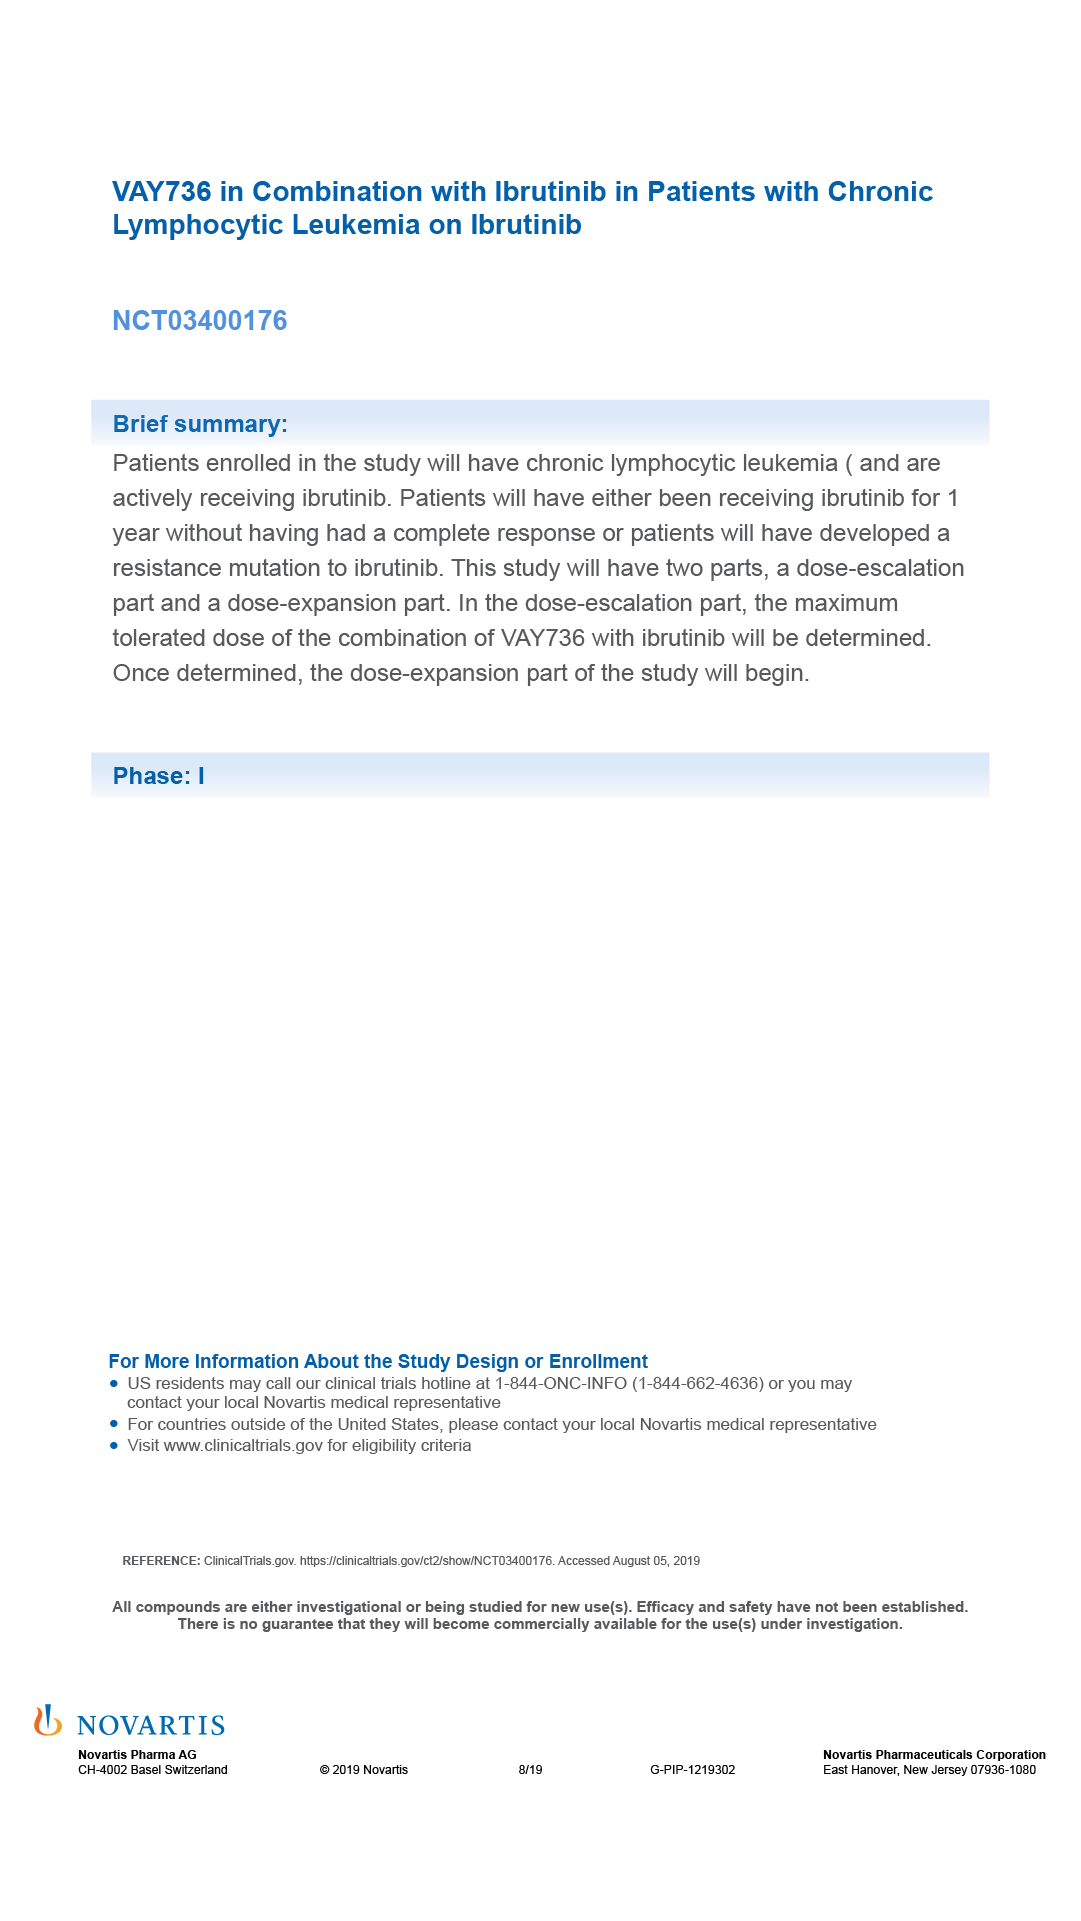 VAY736 in Combination with Ibrutinib in Patients with Chronic
Lymphocytic Leukemia on Ibrutinib
NCT03400176
Brief summary:
Patients enrolled in the study will have chronic lymphocytic leukemia ( and are
actively receiving ibrutinib. Patients will have either been receiving ibrutinib for 1
year without having had a complete response or patients will have developed a
resistance mutation to ibrutinib. This study will have two parts, a dose-escalation
part and a dose-expansion part. In the dose-escalation part, the maximum
tolerated dose of the combination of VAY736 with ibrutinib will be determined.
Once determined, the dose-expansion part of the study will begin.
Phase: I
For More Information About the Study Design or Enrollment
● US residents may call our clinical trials hotline at 1-844-ONC-INFO (1-844-662-4636) or you may
contact your local Novartis medical representative
● For countries outside of the United States, please contact your local Novartis medical representative
● Visit www.clinicaltrials.gov for eligibility criteria
REFERENCE: ClinicalTrials.gov. https://clinicaltrials.gov/ct2/show/NCT03400176. Accessed August 05, 2019
All compounds are either investigational or being studied for new use(s). Efficacy and safety have not been established.
There is no guarantee that they will become commercially available for the use(s) under investigation.
NOVARTIS
Novartis Pharma AG Novartis Pharmaceuticals Corporation
CH-4002 Basel Switzerland © 2019 Novartis 8/19 G-PIP-1219302 East Hanover, New Jersey 07936-1080